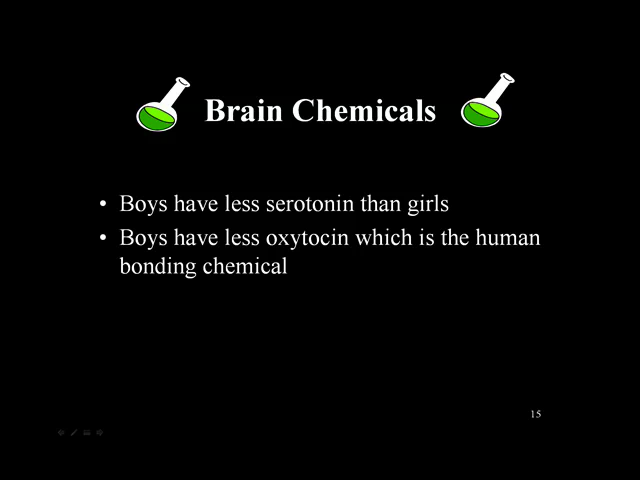 Brain Chemicals
• Boys have less serotonin than girls
• Boys have less oxytocin which is the human
bonding chemical
15